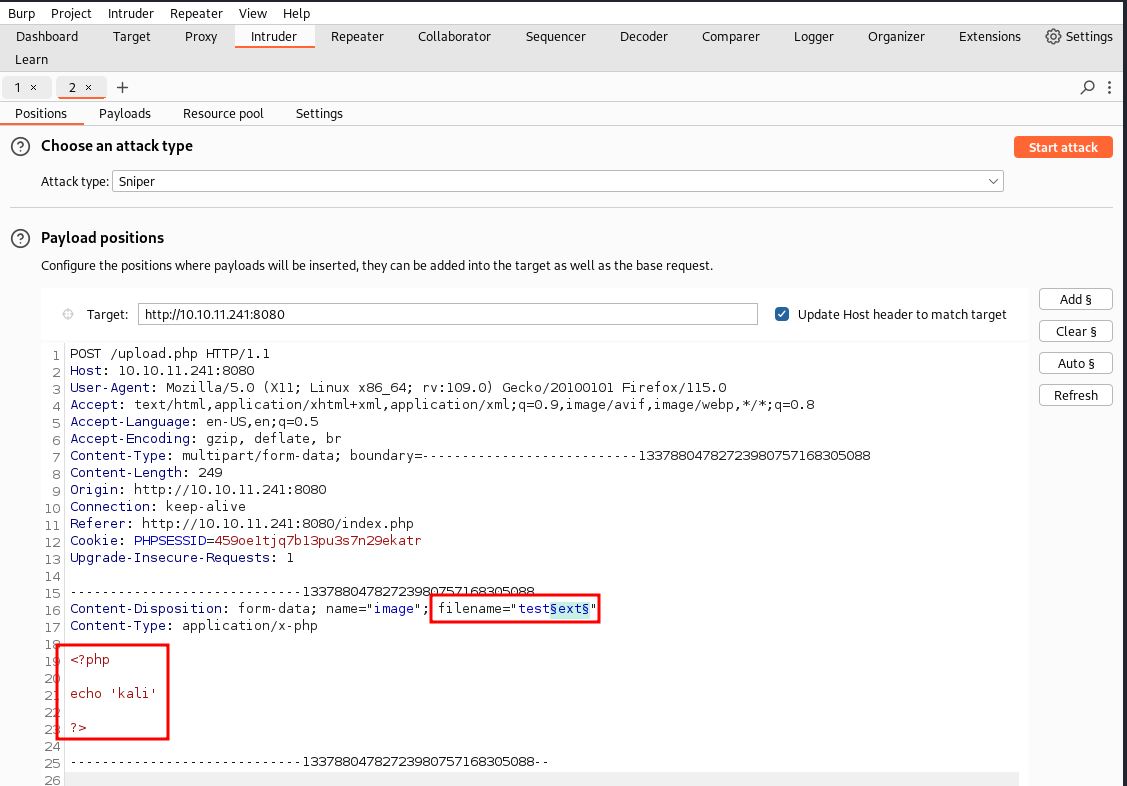 Burp Project Intruder Repeater View Help
Dashboard Target Proxy Intruder Repeater Collaborator Sequencer Decoder Comparer Logger Organizer Extensions Settings
Learn
1 × 2 × +
Positions Payloads Resource pool Settings
? Choose an attack type Start attack
Attack type: Sniper
? Payload positions
Configure the positions where payloads will be inserted, they can be added into the target as well as the base request.
Target: http://10.10.11.241:8080 Update Host header to match target
Add §
Clear §
Auto §
Refresh
1 POST /upload.php HTTP/1.1
2 Host: 10.10.11.241:8080
3 User-Agent: Mozilla/5.0 (X11; Linux x86_64; rv:109.0) Gecko/20100101 Firefox/115.0
4 Accept: text/html,application/xhtml+xml,application/xml;q=0.9,image/avif,image/webp,*/*;q=0.8
5 Accept-Language: en-US,en;q=0.5
6 Accept-Encoding: gzip, deflate, br
7 Content-Type: multipart/form-data; boundary=---------------------------13378804782723980757168305088
8 Content-Length: 249
9 Origin: http://10.10.11.241:8080
10 Connection: keep-alive
11 Referer: http://10.10.11.241:8080/index.php
12 Cookie: PHPSESSID=459oe1tjq7b13pu3s7n29ekatr
13 Upgrade-Insecure-Requests: 1
14
15 -----------------------------13378804782723980757168305088
16 Content-Disposition: form-data; name="image"; filename="test§ext§"
17 Content-Type: application/x-php
18
19 <?php
20
21 echo 'kali'
22
23 ?>
24
25 -----------------------------13378804782723980757168305088--
26